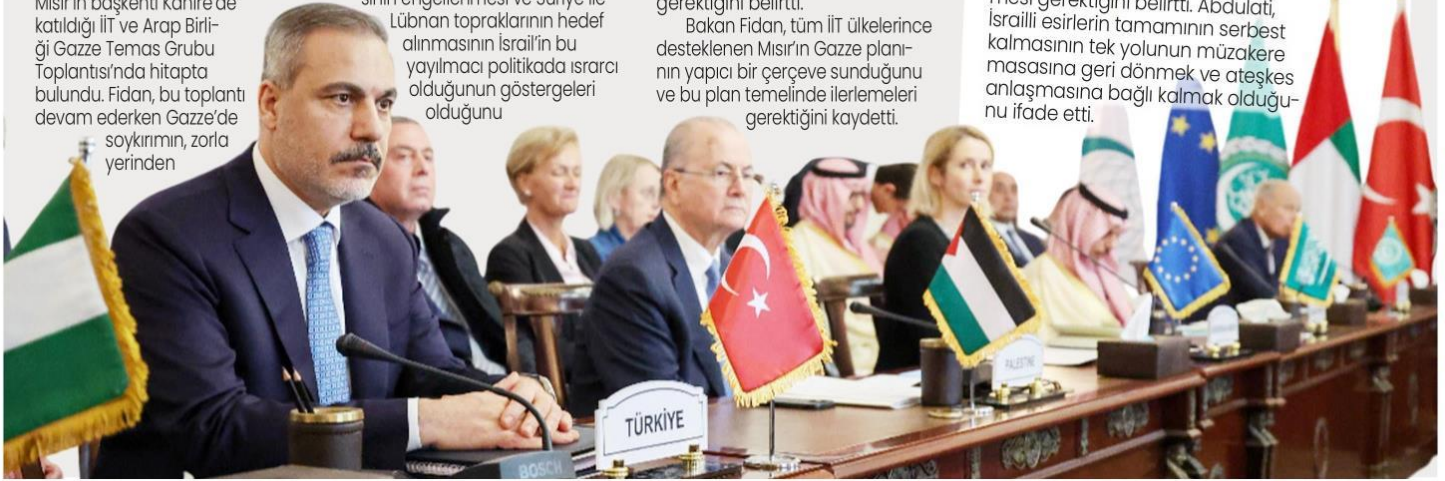 Mısır'ın başkenti Kahire'de
katıldığı İİT ve Arap Birli-
ği Gazze Temas Grubu
Toplantısı'nda hitapta
bulundu. Fidan, bu toplantı
devam ederken Gazze'de
soykırımın, zorla
yerinden
sinin engellenmesi ve Suriye ile
Lübnan topraklarının hedef
alınmasının İsrail'in bu
yayılmacı politikada ısrarcı
olduğunun göstergeleri
olduğunu
gerektiğini belirtti.
Bakan Fidan, tüm İİT ülkelerince
desteklenen Mısır'ın Gazze planı-
nın yapıcı bir çerçeve sunduğunu
ve bu plan temelinde ilerlemeleri
gerektiğini kaydetti.
mesi gerektiğini belirtti. Abdulati,
İsrailli esirlerin tamamının serbest
kalmasının tek yolunun müzakere
masasına geri dönmek ve ateşkes
anlaşmasına bağlı kalmak olduğu-
nu ifade etti.
TÜRKİYE
PALESTINE
BOSCH